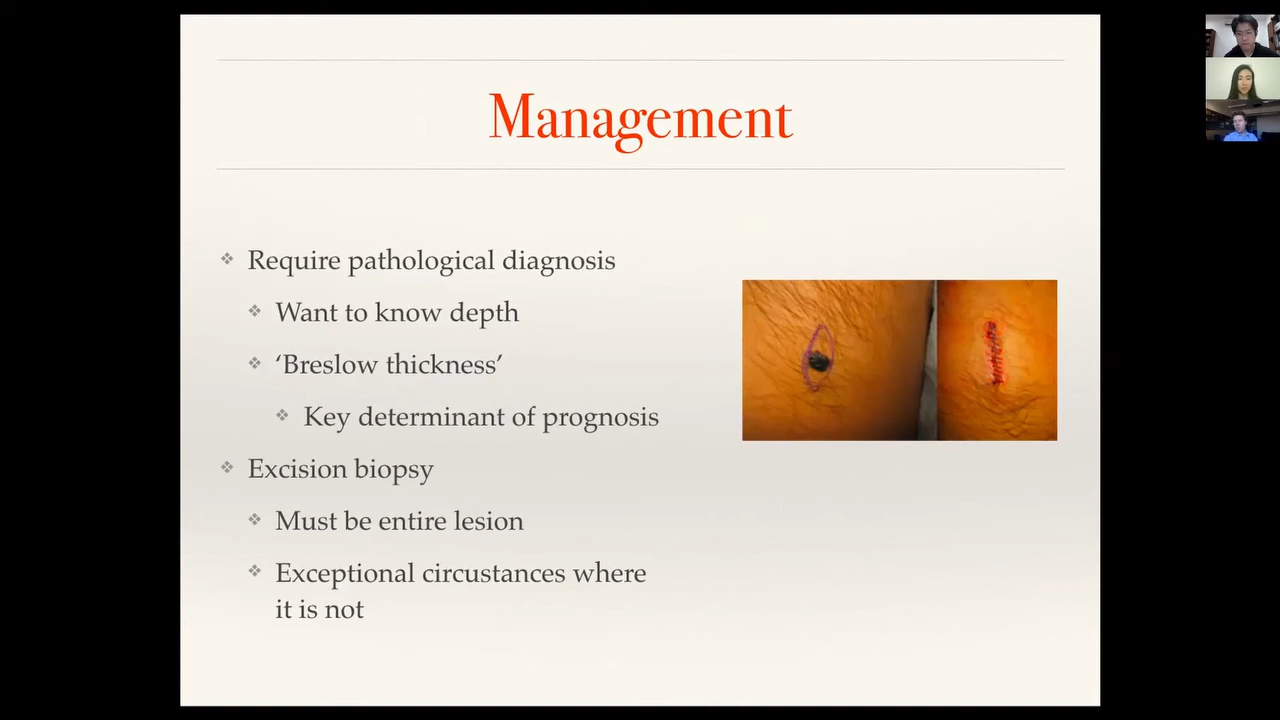 Management
Require pathological diagnosis
Want to know depth
‘Breslow thickness’
Key determinant of prognosis
Excision biopsy
Must be entire lesion
Exceptional circustances where
it is not